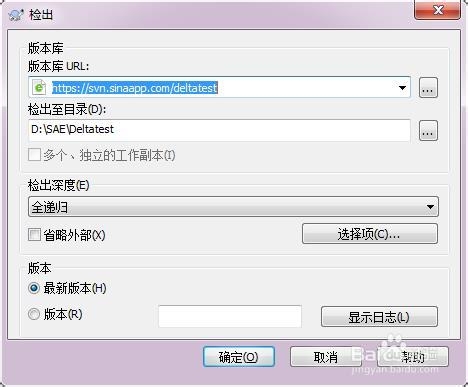 检出
版本库
版本库 URL:
https://svn.sinaapp.com/deltatest
...
检出至目录(D):
D:\SAE\Deltatest
...
多个、独立的工作副本(I)
检出深度(E)
全递归
省略外部(X)
选择项(C)...
版本
最新版本(H)
版本(R)
显示日志(L)
确定(O)
取消
帮助
Baidu 经验
jingyan.baidu.com